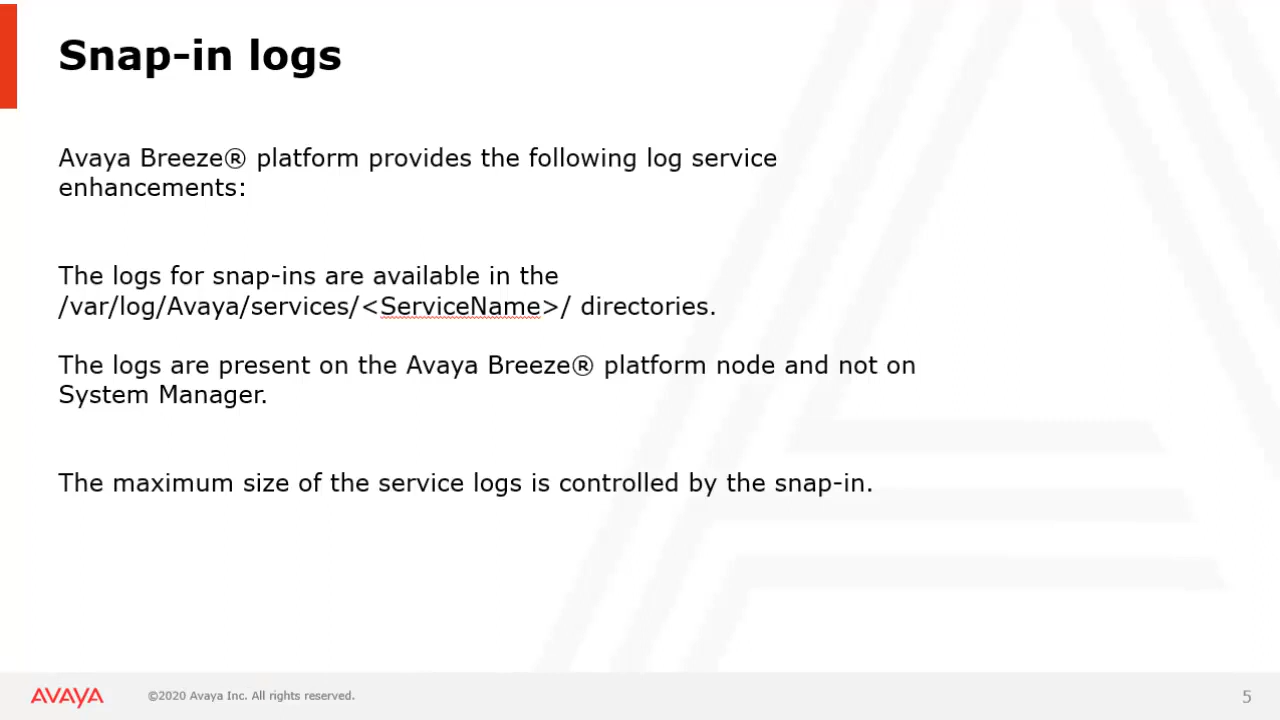 Snap-in logs
Avaya Breeze® platform provides the following log service
enhancements:
The logs for snap-ins are available in the
/var/log/Avaya/services/<ServiceName>/ directories.
The logs are present on the Avaya Breeze® platform node and not on
System Manager.
The maximum size of the service logs is controlled by the snap-in.
AVAYA ©2020 Avaya Inc. All rights reserved. 5